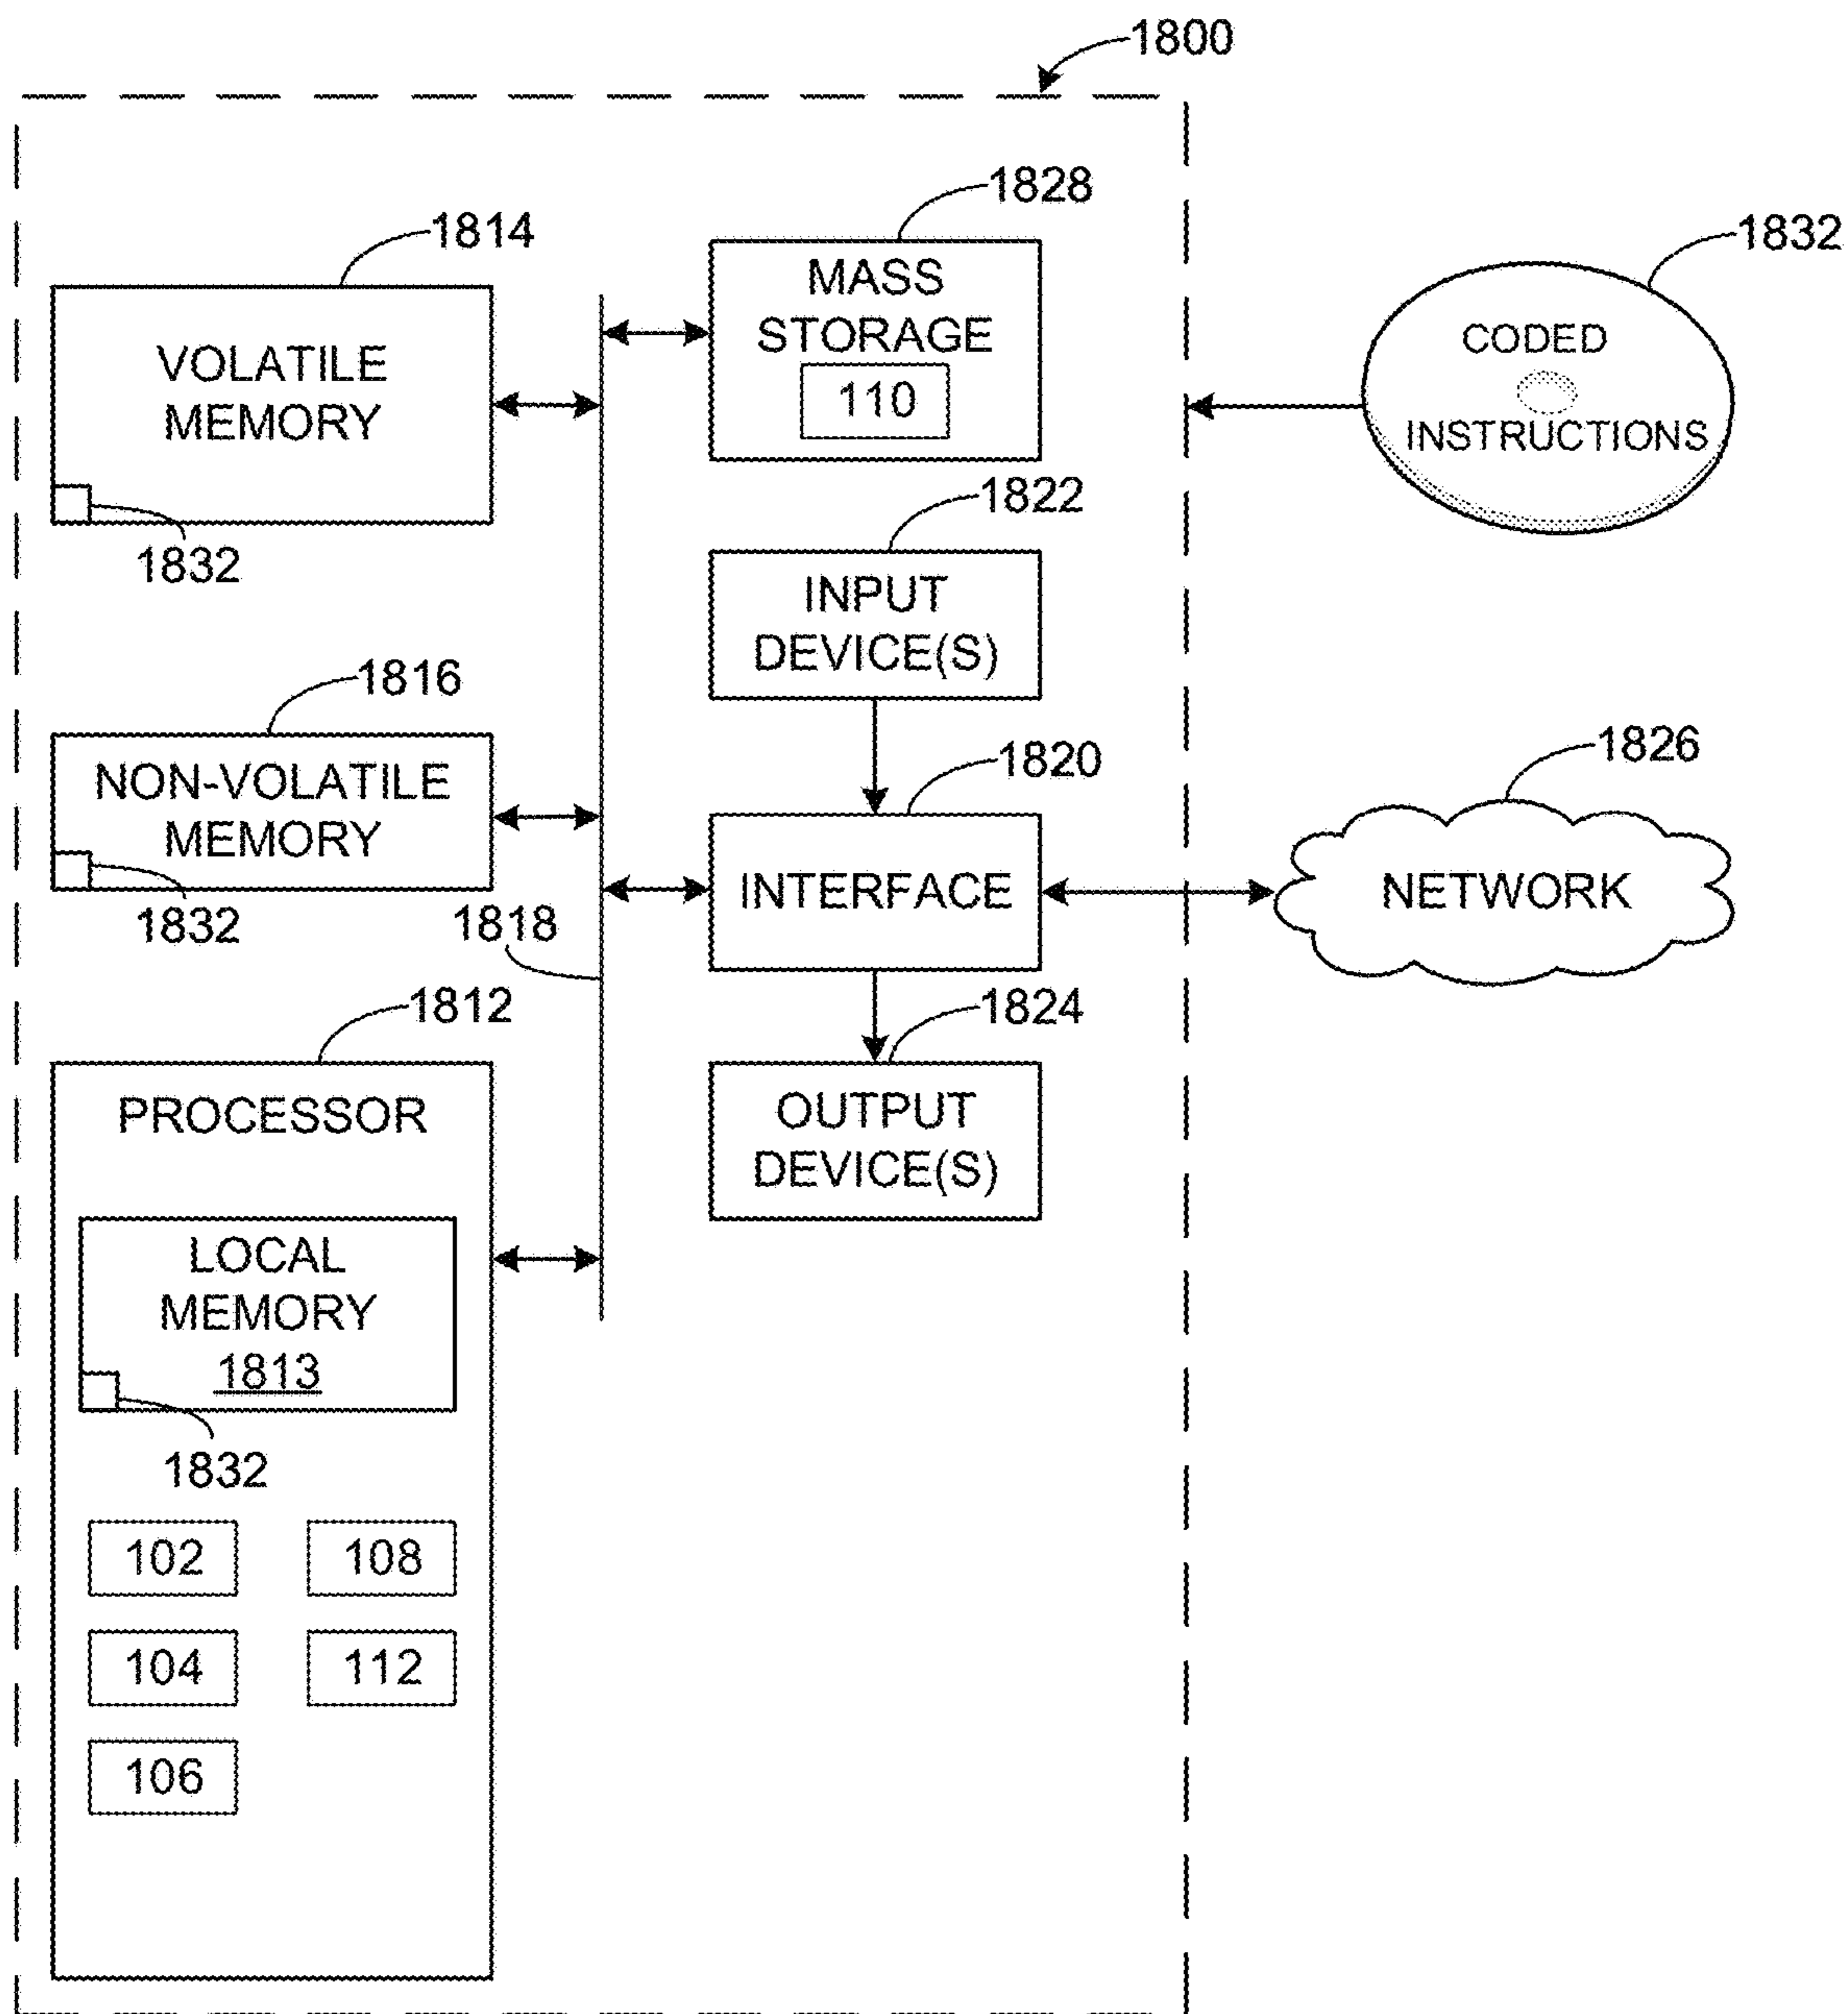 1800
1828
1814
1832
MASS
STORAGE
110
VOLATILE
MEMORY
CODED
INSTRUCTIONS
1832
1822
INPUT
DEVICE(S)
1816
1820
1826
NON-VOLATILE
MEMORY
1832
1818
INTERFACE
NETWORK
1812
1824
PROCESSOR
OUTPUT
DEVICE(S)
LOCAL
MEMORY
1813
1832
102
108
104
112
106